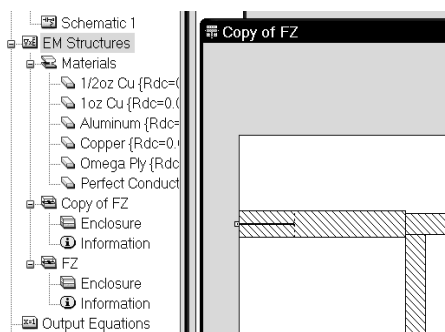 Schematic 1
EM Structures
Materials
1/2oz Cu {Rdc=0
1oz Cu {Rdc=0.0
Aluminum {Rdc=
Copper {Rdc=0.0
Omega Ply {Rdc
Perfect Conduct
Copy of FZ
Enclosure
Information
FZ
Enclosure
Information
Output Equations
Copy of FZ